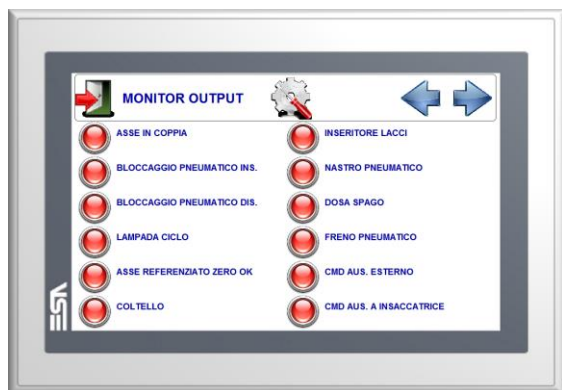 MONITOR OUTPUT
ASSE IN COPPIA
BLOCCAGGIO PNEUMATICO INS.
BLOCCAGGIO PNEUMATICO DIS.
LAMPADA CICLO
ASSE REFERENZIATO ZERO OK
COLTELLO
INSERITORE LACCI
NASTRO PNEUMATICO
DOSA SPAGO
FRENO PNEUMATICO
CMD AUS. ESTERNO
CMD AUS. A INSACCATRICE
ESA